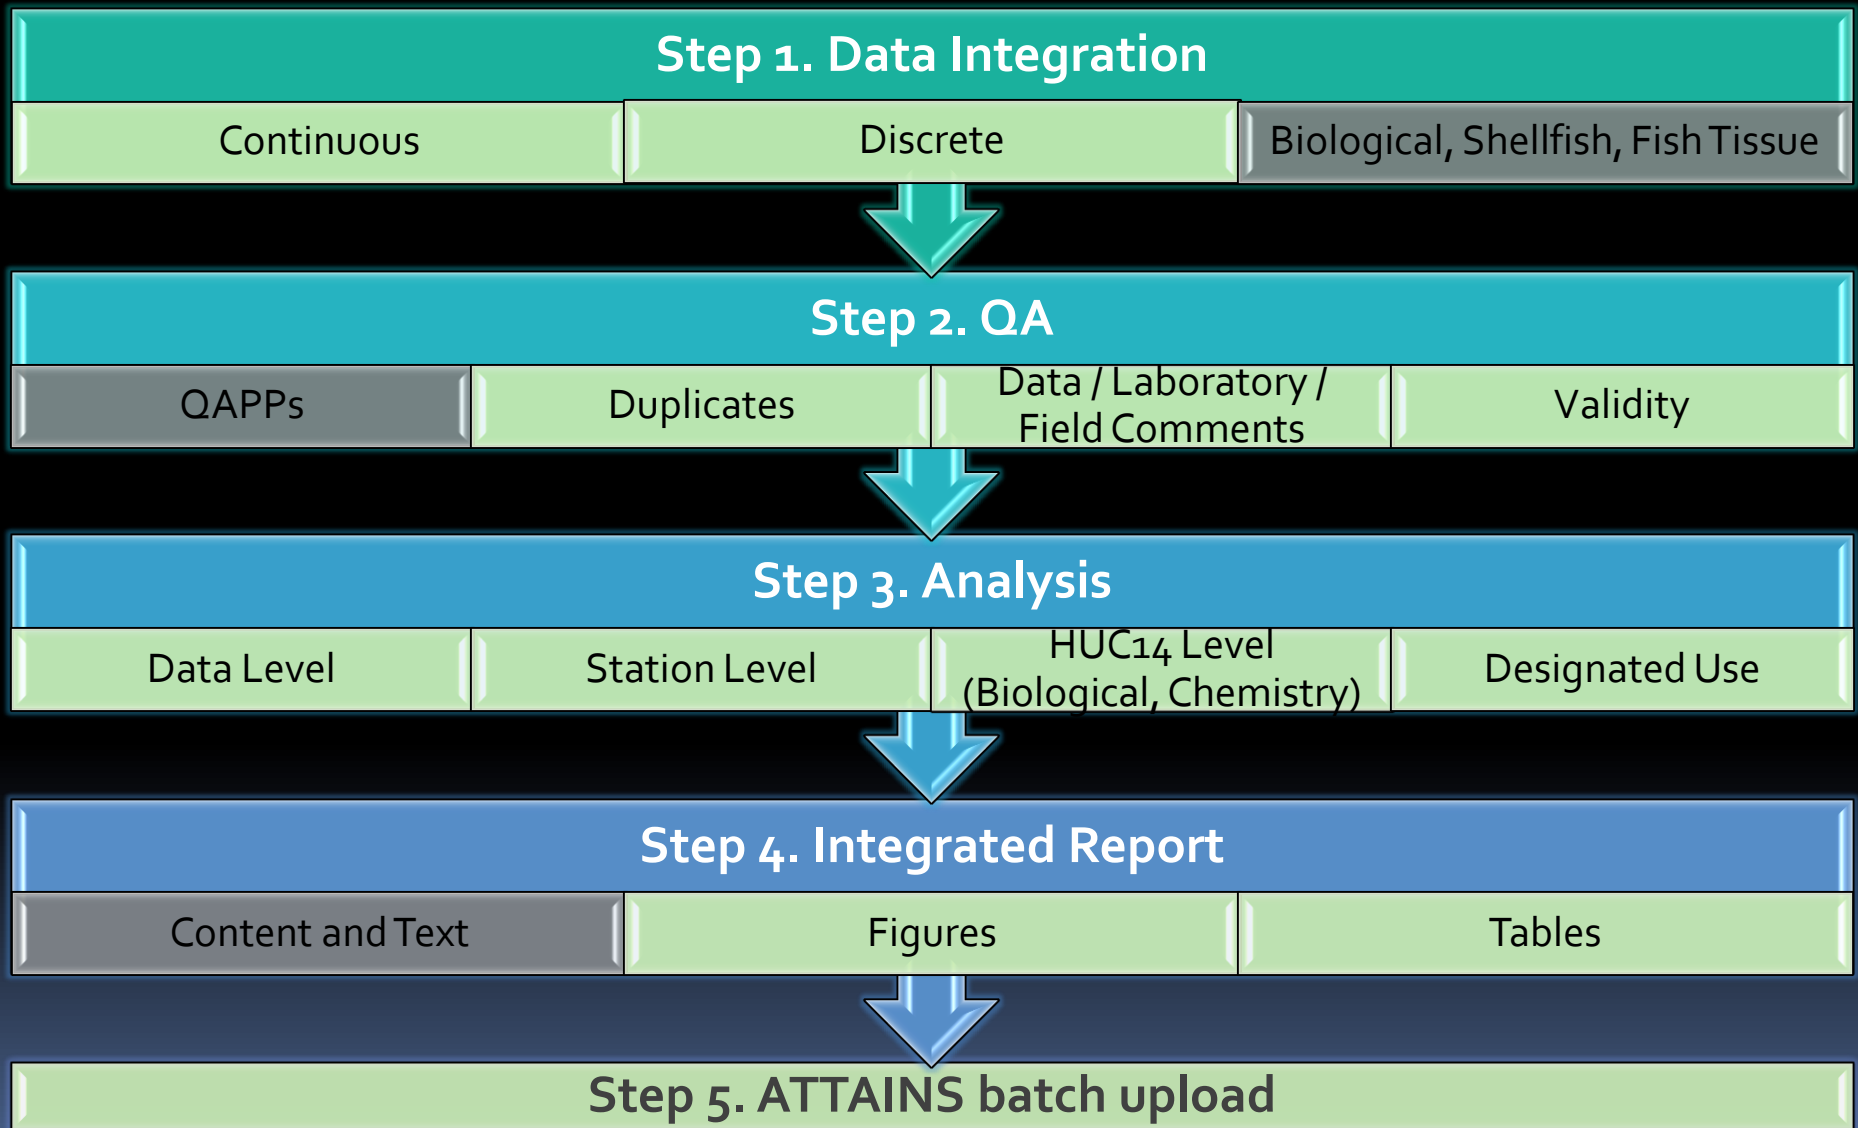 Step 1. Data Integration
Continuous
Discrete
Biological, Shellfish, Fish Tissue
Step 2. QA
QAPPs
Duplicates
Data / Laboratory /
Field Comments
Validity
Step 3. Analysis
Data Level
Station Level
HUC14 Level
(Biological, Chemistry)
Designated Use
Step 4. Integrated Report
Content and Text
Figures
Tables
Step 5. ATTAINS batch upload